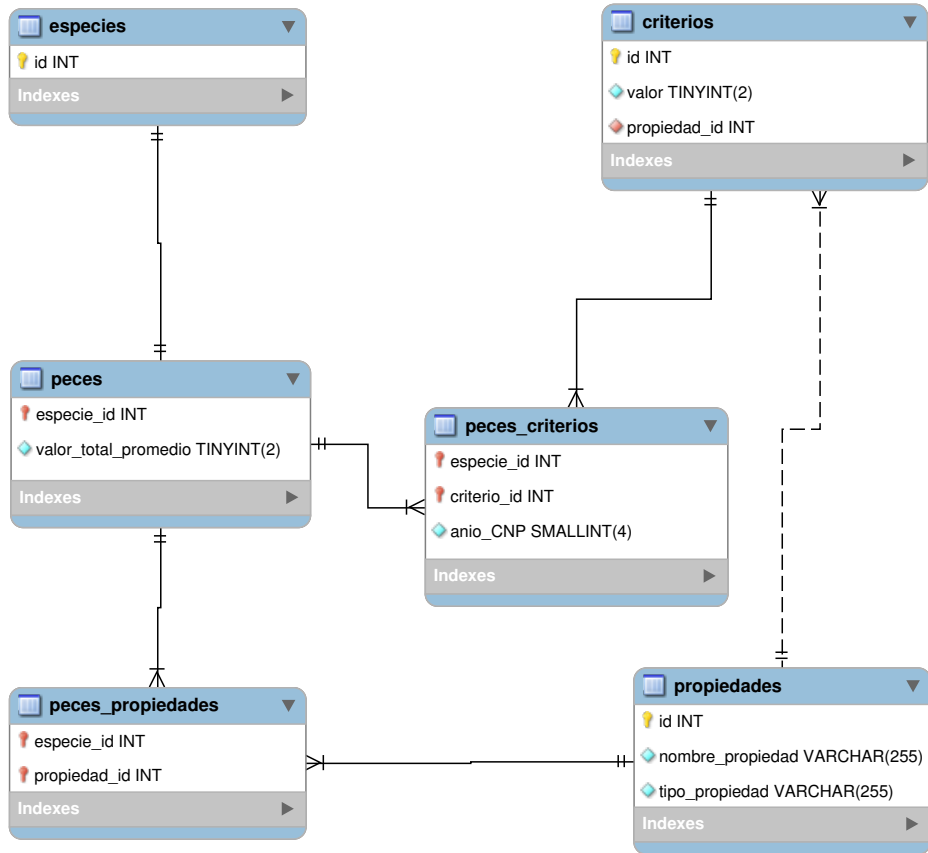 especies
id INT
Indexes
criterios
id INT
valor TINYINT(2)
propiedad_id INT
Indexes
peces
especie_id INT
valor_total_promedio TINYINT(2)
Indexes
peces_criterios
especie_id INT
criterio_id INT
anio_CNP SMALLINT(4)
Indexes
peces_propiedades
especie_id INT
propiedad_id INT
Indexes
propiedades
id INT
nombre_propiedad VARCHAR(255)
tipo_propiedad VARCHAR(255)
Indexes